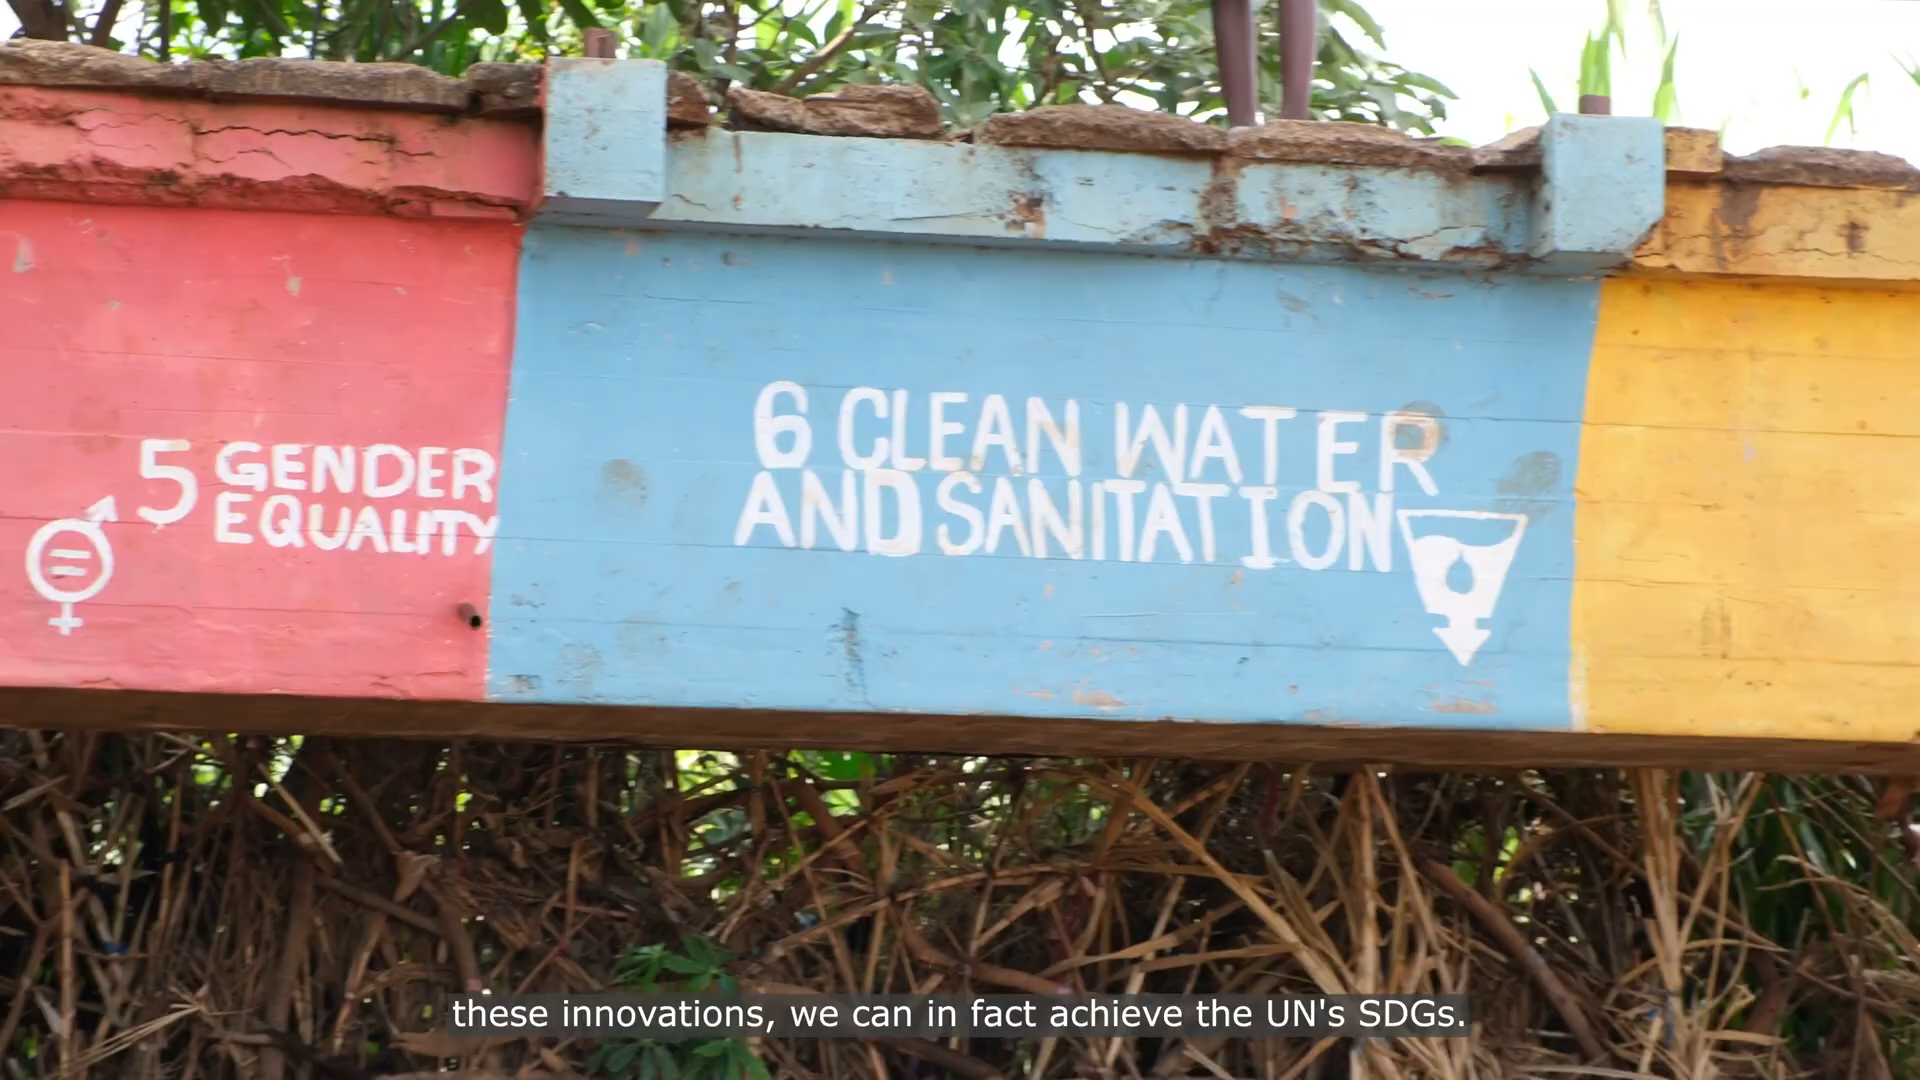 5 GENDER
EQUALITY
6 CLEAN WATER
AND SANITATION
these innovations, we can in fact achieve the UN's SDGs.